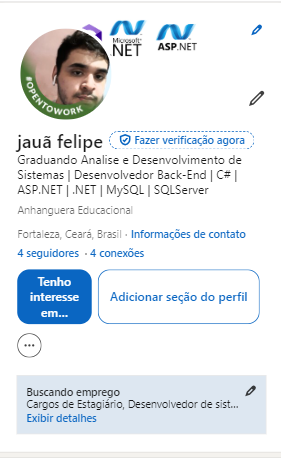 Microsoft®
.NET
ASP.NET
#OPENTOWORK
jauã felipe
Fazer verificação agora
Graduando Analise e Desenvolvimento de
Sistemas | Desenvolvedor Back-End | C# |
ASP.NET | .NET | MySQL | SQLServer
Anhanguera Educacional
Fortaleza, Ceará, Brasil · Informações de contato
4 seguidores · 4 conexões
Tenho
interesse
em...
Adicionar seção do perfil
Buscando emprego
Cargos de Estagiário, Desenvolvedor de sist...
Exibir detalhes